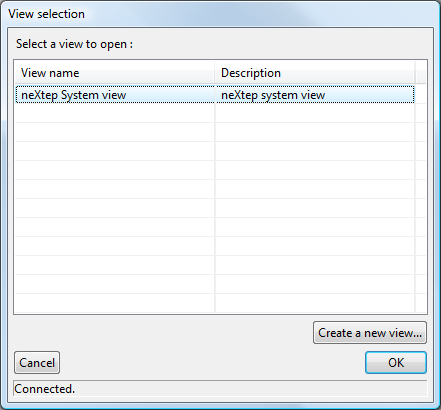 View selection
Select a view to open :
View name Description
neXtep System view neXtep system view
Create a new view...
Cancel OK
Connected.